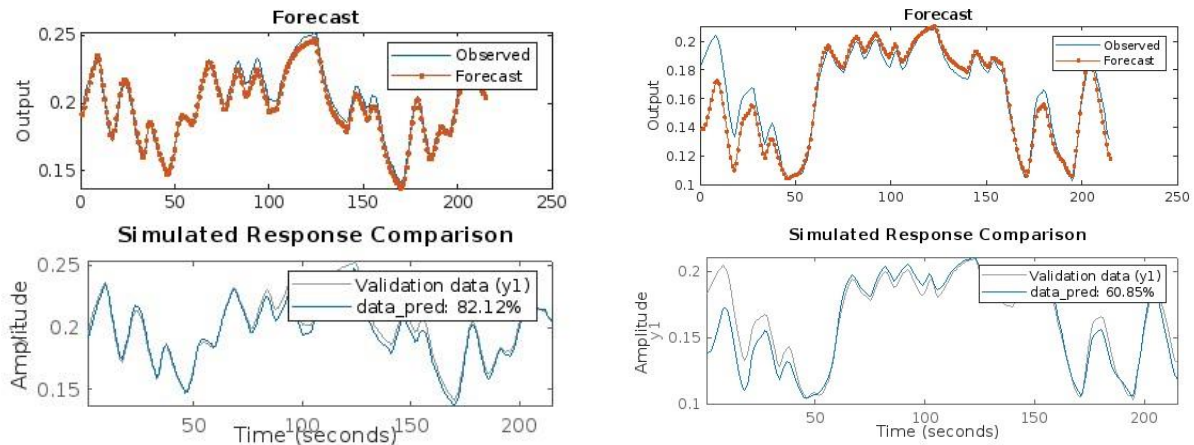 Forecast
0.25
0.2
0.15
Output
Observed
Forecast
0 50 100 150 200 250
Simulated Response Comparison
0.25
0.2
0.15
Amplitude
Validation data (y1)
data_pred: 82.12%
50 100 150 200
Time (seconds)
Forecast
0.2
0.18
0.16
0.14
0.12
0.1
Output
Observed
Forecast
0 50 100 150 200 250
Simulated Response Comparison
0.2
0.15
0.1
Amplitude
y1
Validation data (y1)
data_pred: 60.85%
50 100 150 200
Time (seconds)